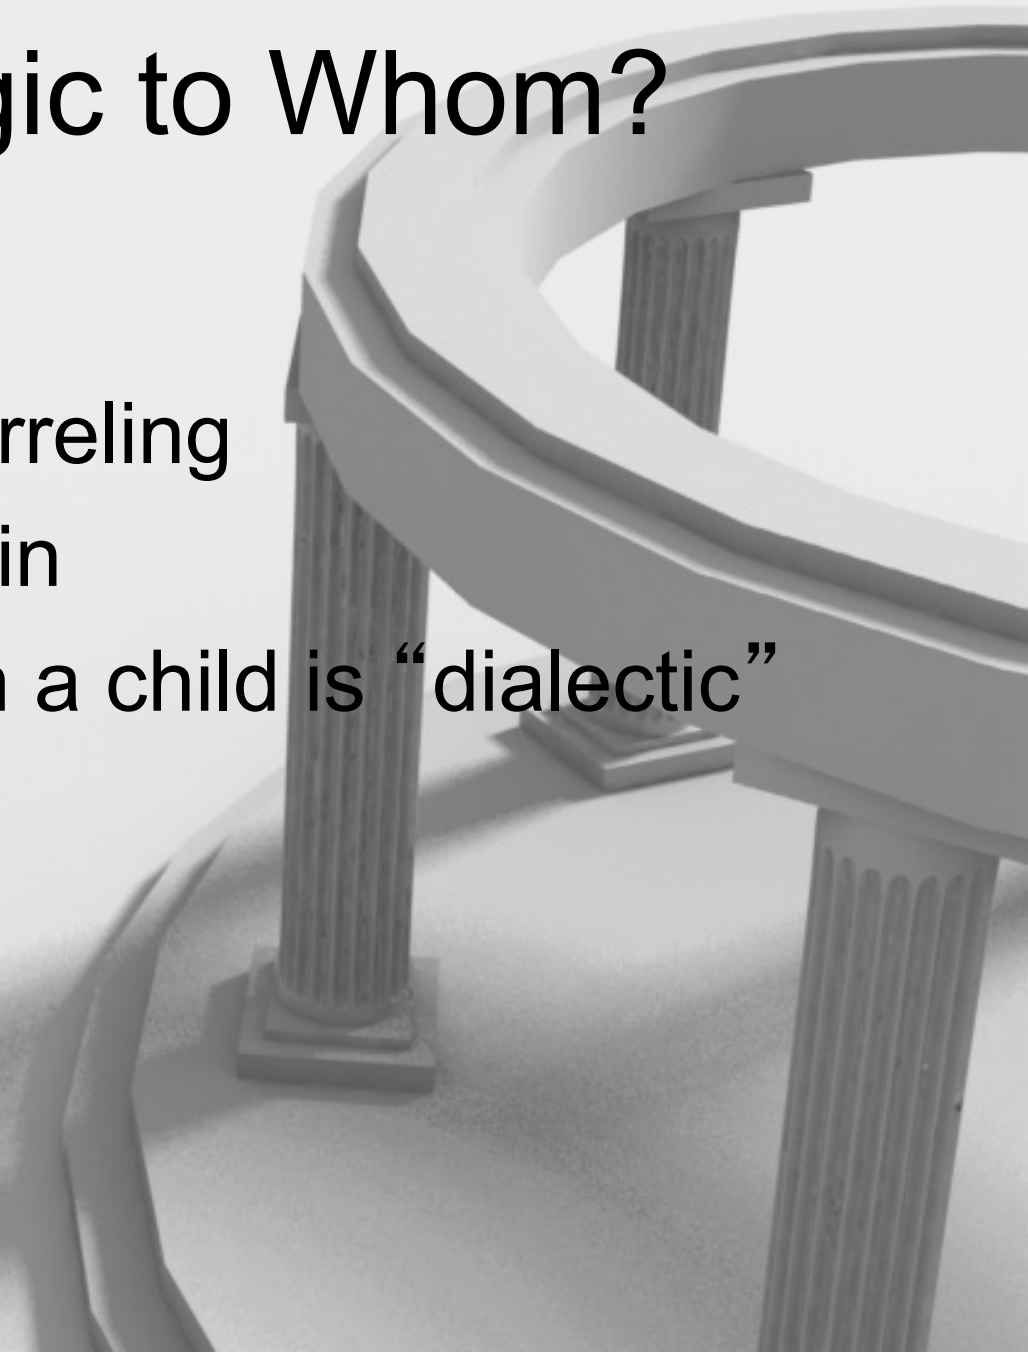 gic to Whom?
rreling
in
a child is “dialectic”